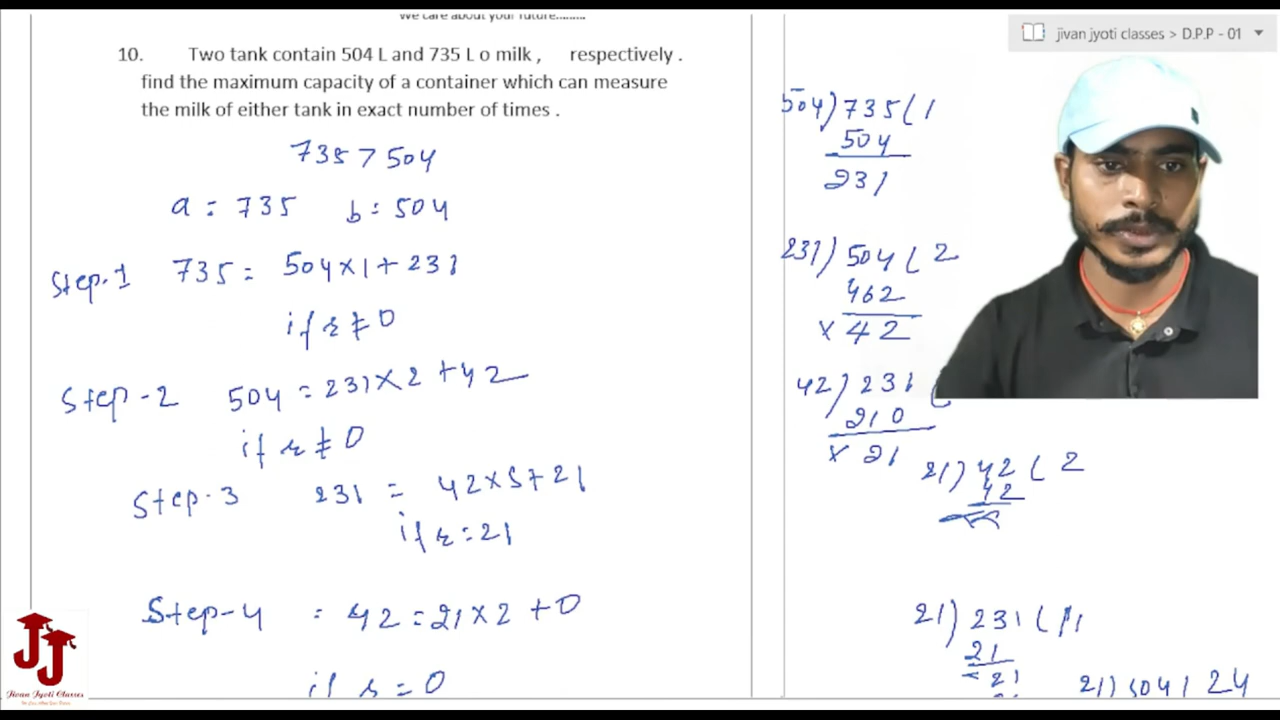 We care about your future.........
jivan jyoti classes > D.P.P - 01
10. Two tank contain 504 L and 735 L o milk , respectively .
find the maximum capacity of a container which can measure
the milk of either tank in exact number of times .
735 > 504
a = 735 b = 504
Step-1 735 = 504 × 1 + 231
if r ≠ 0
Step-2 504 = 231 × 2 + 42
if r ≠ 0
Step-3 231 = 42 × 5 + 21
if r = 21
Step-4 = 42 = 21 × 2 + 0
if r = 0
504) 735 ( 1
504
231
231) 504 ( 2
462
× 42
42) 231 (
210
× 21
21) 42 ( 2
42
21) 231 ( 11
21
21
21) 504 ( 24
JJ
Jivan Jyoti Classes